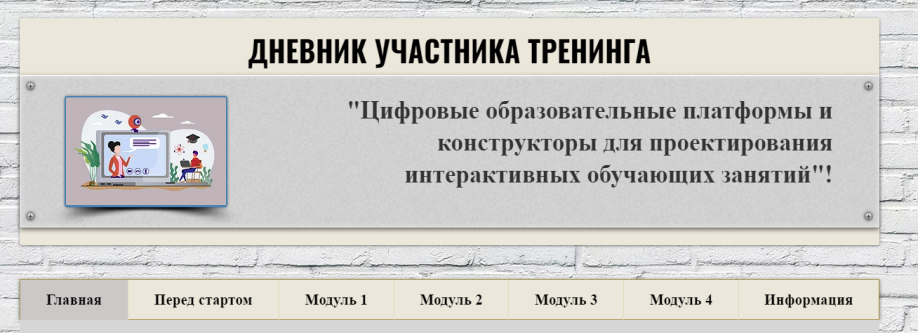 ДНЕВНИК УЧАСТНИКА ТРЕНИНГА
"Цифровые образовательные платформы и
конструкторы для проектирования
интерактивных обучающих занятий"!
Главная Перед стартом Модуль 1 Модуль 2 Модуль 3 Модуль 4 Информация